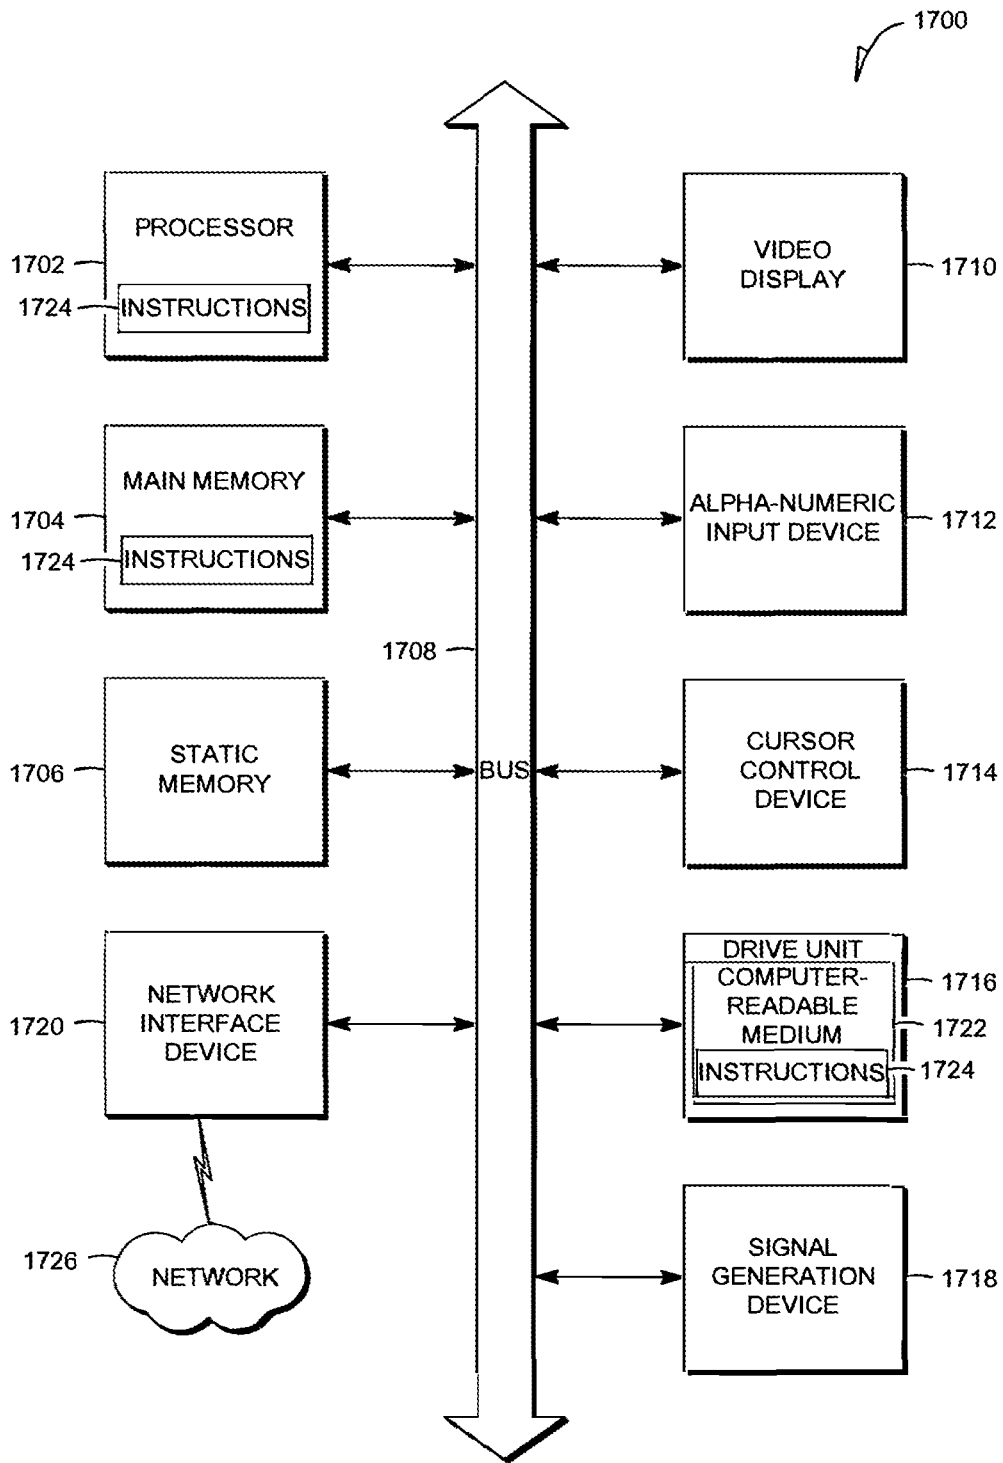 1700
PROCESSOR
1702
1724
INSTRUCTIONS
VIDEO
DISPLAY
1710
MAIN MEMORY
1704
1724
INSTRUCTIONS
ALPHA-NUMERIC
INPUT DEVICE
1712
1708
STATIC
MEMORY
1706
BUS
CURSOR
CONTROL
DEVICE
1714
NETWORK
INTERFACE
DEVICE
1720
DRIVE UNIT
COMPUTER-
READABLE
MEDIUM
INSTRUCTIONS
1716
1722
1724
1726
NETWORK
SIGNAL
GENERATION
DEVICE
1718